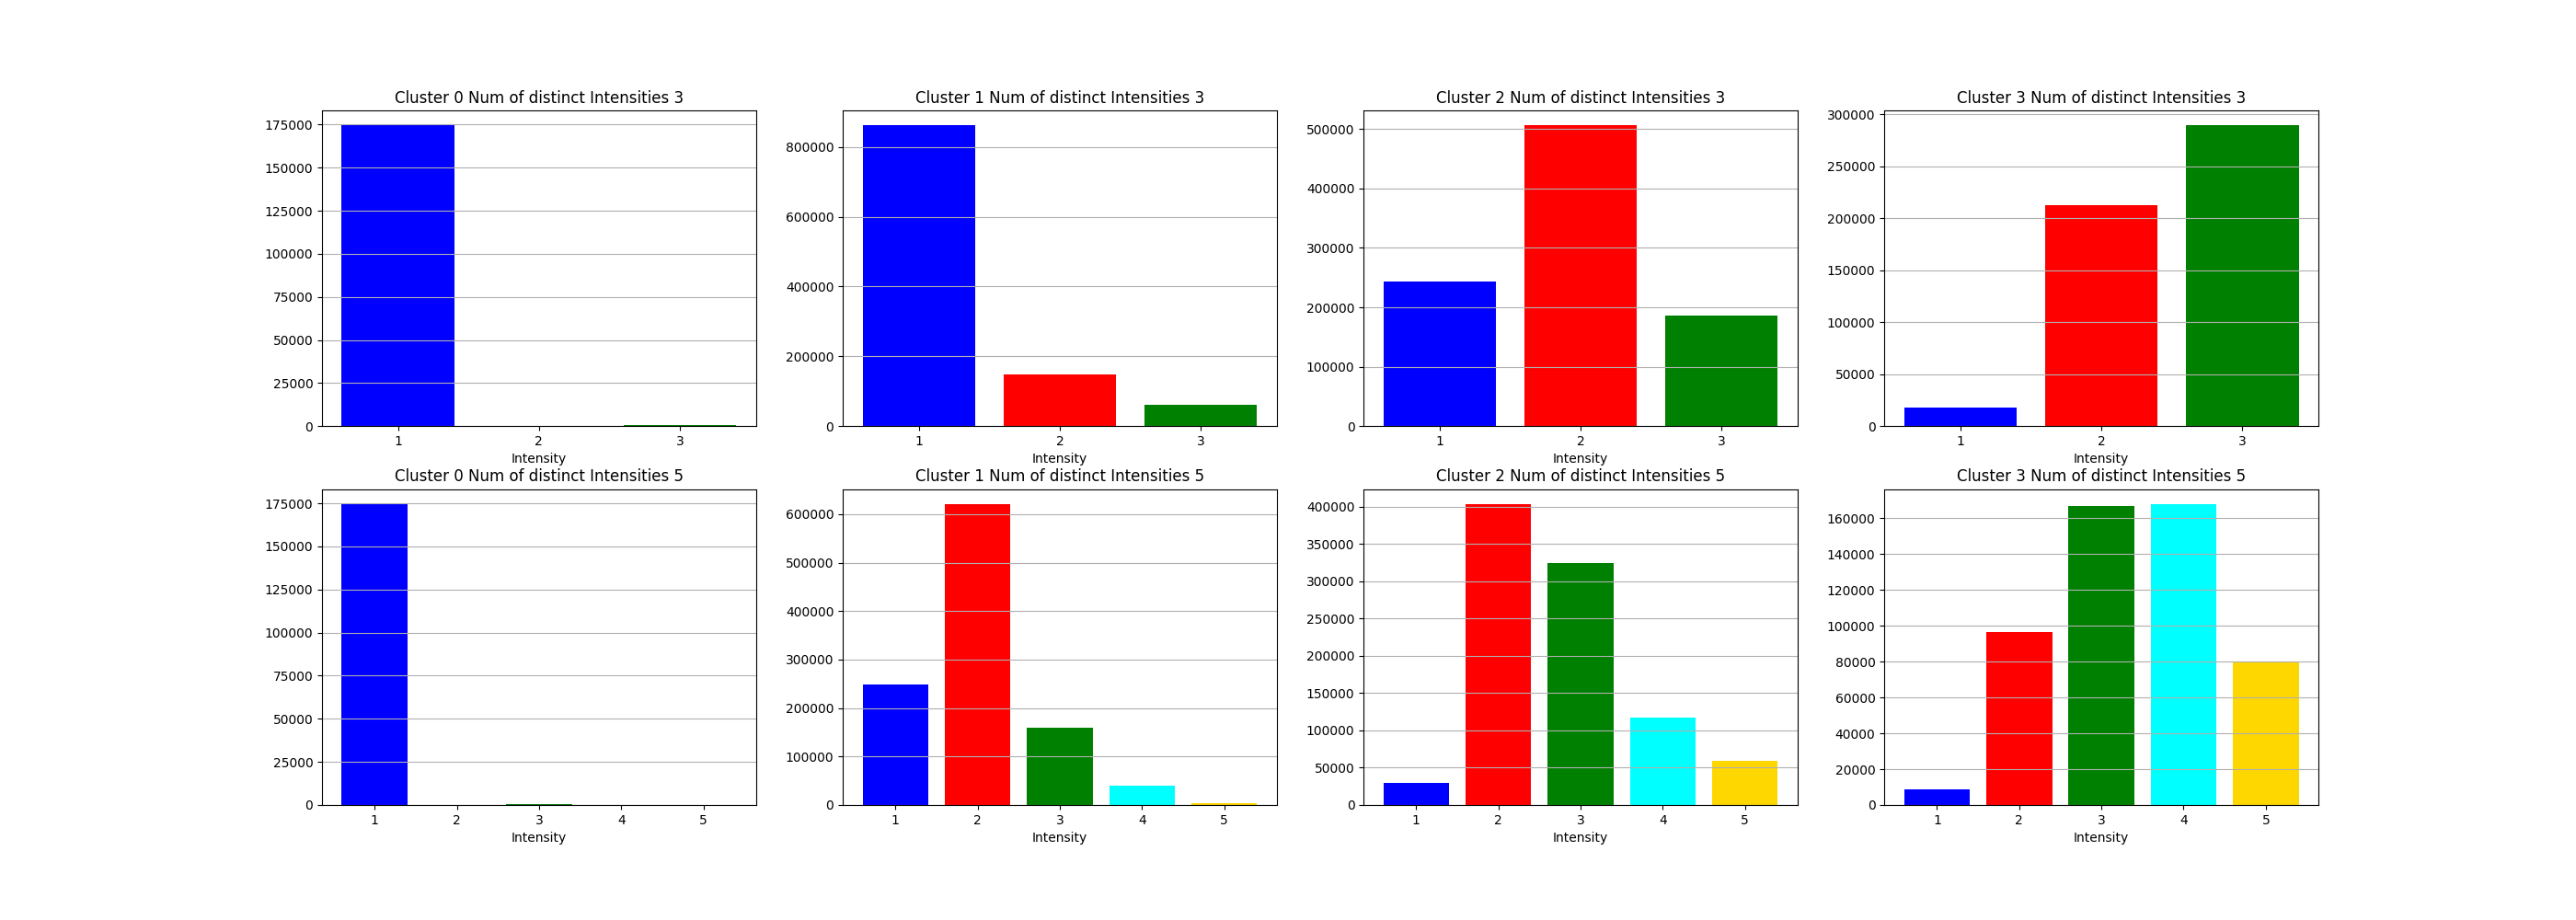 Cluster 0 Num of distinct Intensities 3
175000
150000
125000
100000
75000
50000
25000
0
1 2 3
Intensity
Cluster 1 Num of distinct Intensities 3
800000
600000
400000
200000
0
1 2 3
Intensity
Cluster 2 Num of distinct Intensities 3
500000
400000
300000
200000
100000
0
1 2 3
Intensity
Cluster 3 Num of distinct Intensities 3
300000
250000
200000
150000
100000
50000
0
1 2 3
Intensity
Cluster 0 Num of distinct Intensities 5
175000
150000
125000
100000
75000
50000
25000
0
1 2 3 4 5
Intensity
Cluster 1 Num of distinct Intensities 5
600000
500000
400000
300000
200000
100000
0
1 2 3 4 5
Intensity
Cluster 2 Num of distinct Intensities 5
400000
350000
300000
250000
200000
150000
100000
50000
0
1 2 3 4 5
Intensity
Cluster 3 Num of distinct Intensities 5
160000
140000
120000
100000
80000
60000
40000
20000
0
1 2 3 4 5
Intensity